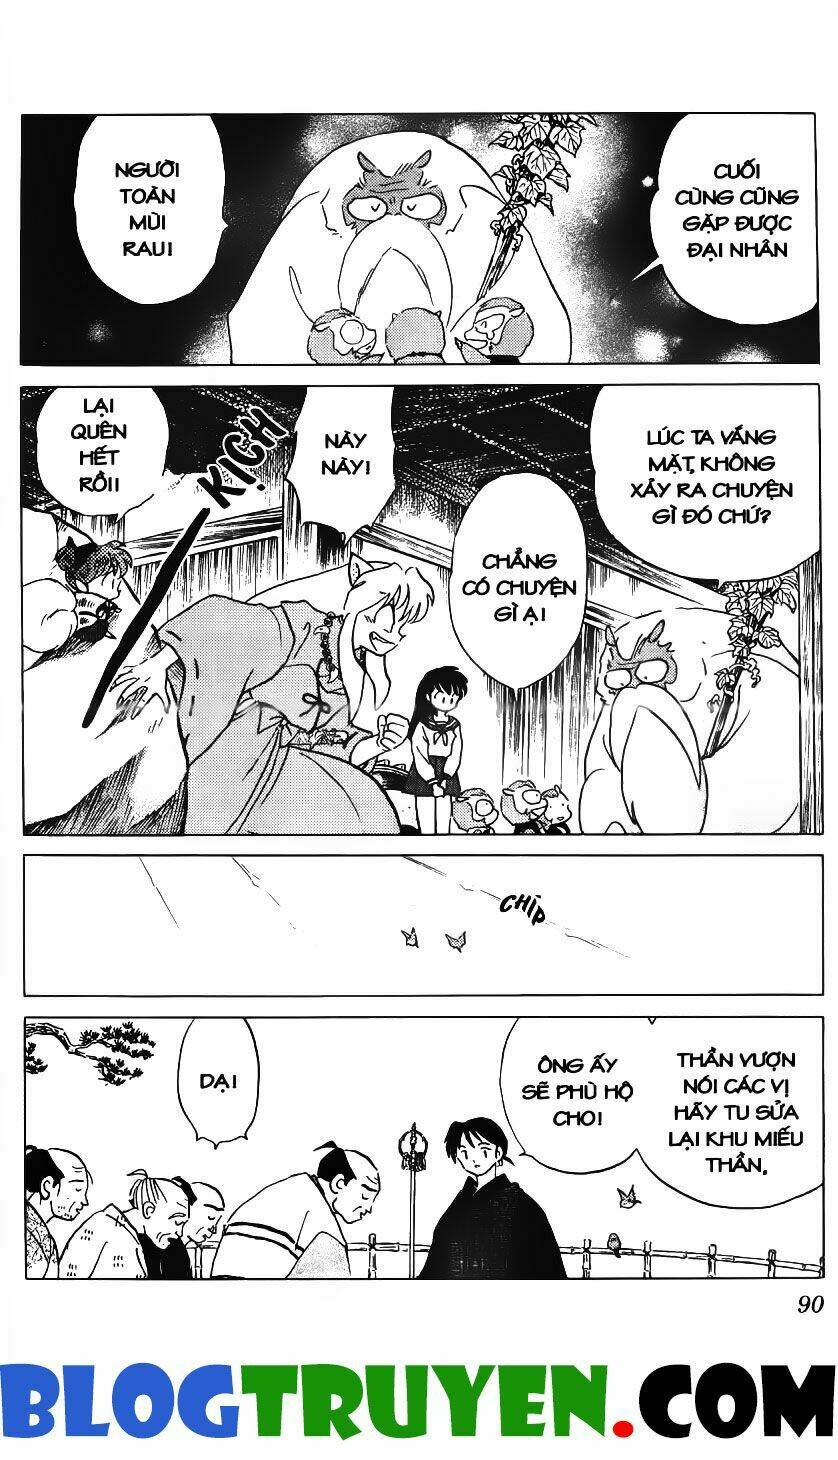 CUỐI
CÙNG CŨNG
GẶP ĐƯỢC
ĐẠI NHÂN
NGƯỜI
TOÀN
MÙI
RAU!
LÚC TA VẮNG
MẶT, KHÔNG
XẢY RA CHUYỆN
GÌ ĐÓ CHỨ?
CHẲNG
CÓ CHUYỆN
GÌ Ạ!
NÀY
NÀY!
KỊCH
LẠI
QUÊN
HẾT
RỒI!
CHÍP
THẦN VƯỢN
NÓI CÁC VỊ
HÃY TU SỬA
LẠI KHU MIẾU
THẦN,
ÔNG ẤY
SẼ PHÙ HỘ
CHO!
DẠ!
90
BLOGTRUYEN.COM